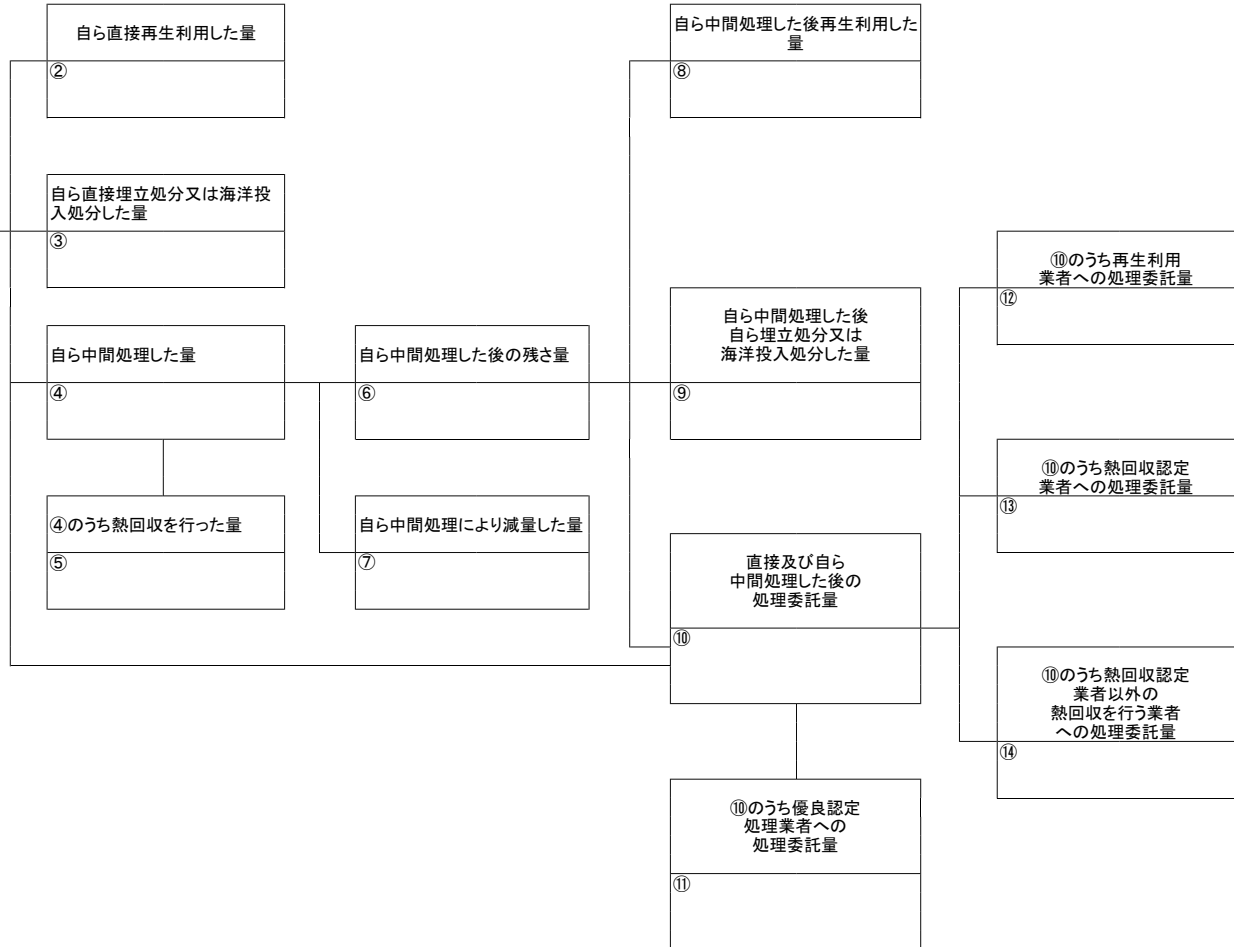 自ら直接再生利用した量
②
自ら直接埋立処分又は海洋投
入処分した量
③
自ら中間処理した量
④
④のうち熱回収を行った量
⑤
自ら中間処理した後の残さ量
⑥
自ら中間処理により減量した量
⑦
自ら中間処理した後再生利用した
量
⑧
自ら中間処理した後
自ら埋立処分又は
海洋投入処分した量
⑨
直接及び自ら
中間処理した後の
処理委託量
⑩
⑩のうち優良認定
処理業者への
処理委託量
⑪
⑩のうち再生利用
業者への処理委託量
⑫
⑩のうち熱回収認定
業者への処理委託量
⑬
⑩のうち熱回収認定
業者以外の
熱回収を行う業者
への処理委託量
⑭